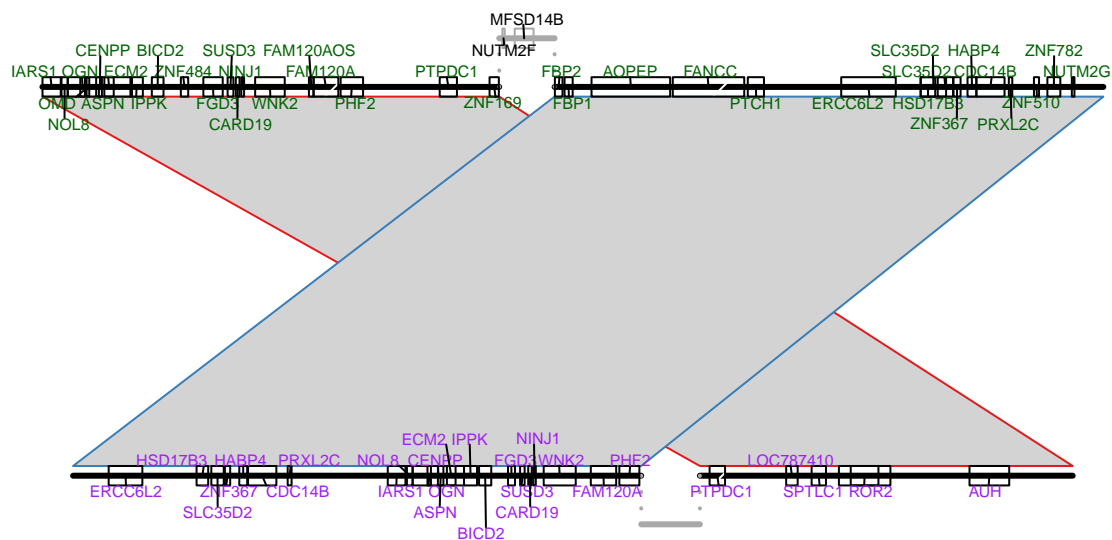 MFSD14B
NUTM2F
CENPP BICD2 SUSD3 FAM120AOS SLC35D2 HABP4 ZNF782
IARS1 OGN ECM2 ZNF484 NINJ1 FAM120A PTPDC1 FBP2 AOPEP FANCC SLC35D2 CDC14B NUTM2G
OMD ASPN IPPK FGD3 WNK2 PHF2 ZNF169 FBP1 PTCH1 ERCC6L2 HSD17B3 ZNF510
NOL8 CARD19 ZNF367 PRXL2C
ECM2 IPPK NINJ1
HSD17B3 HABP4 PRXL2C NOL8 CENPP FGD3 WNK2 PHF2 LOC787410
ERCC6L2 ZNF367 CDC14B IARS1 OGN SUSD3 FAM120A PTPDC1 SPTLC1 ROR2 AUH
SLC35D2 ASPN CARD19
BICD2